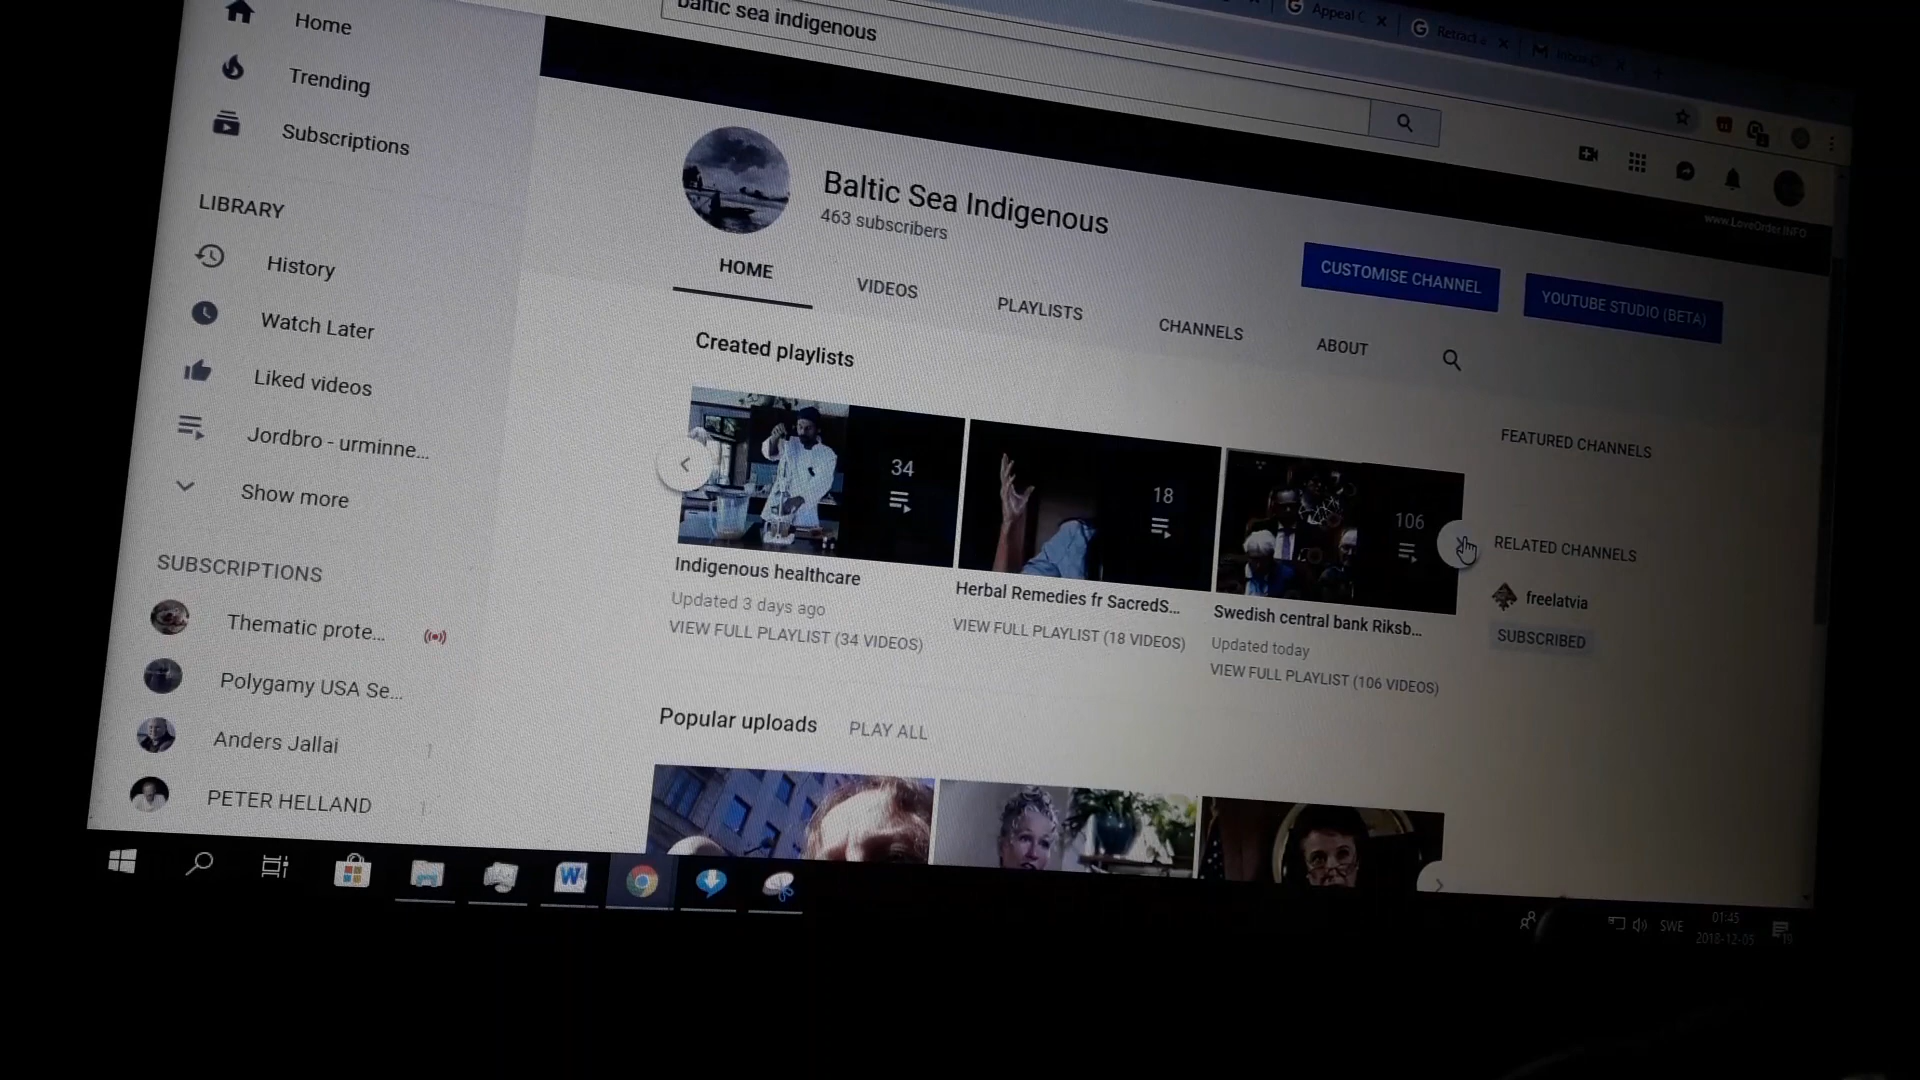 Appeal
Retract
Inbox
baltic sea indigenous
Home
Trending
Subscriptions
LIBRARY
History
Watch Later
Liked videos
Jordbro - urminne...
Show more
SUBSCRIPTIONS
Thematic prote...
Polygamy USA Se...
Anders Jallai 1
PETER HELLAND 1
www.LoveOrder.INFO
Baltic Sea Indigenous
463 subscribers
CUSTOMISE CHANNEL
YOUTUBE STUDIO (BETA)
HOME VIDEOS PLAYLISTS CHANNELS ABOUT
Created playlists
34
Indigenous healthcare
Updated 3 days ago
VIEW FULL PLAYLIST (34 VIDEOS)
18
Herbal Remedies fr SacredS...
VIEW FULL PLAYLIST (18 VIDEOS)
106
Swedish central bank Riksb...
Updated today
VIEW FULL PLAYLIST (106 VIDEOS)
FEATURED CHANNELS
RELATED CHANNELS
freelatvia
SUBSCRIBED
Popular uploads PLAY ALL
W
SWE
01:45
2018-12-05
19